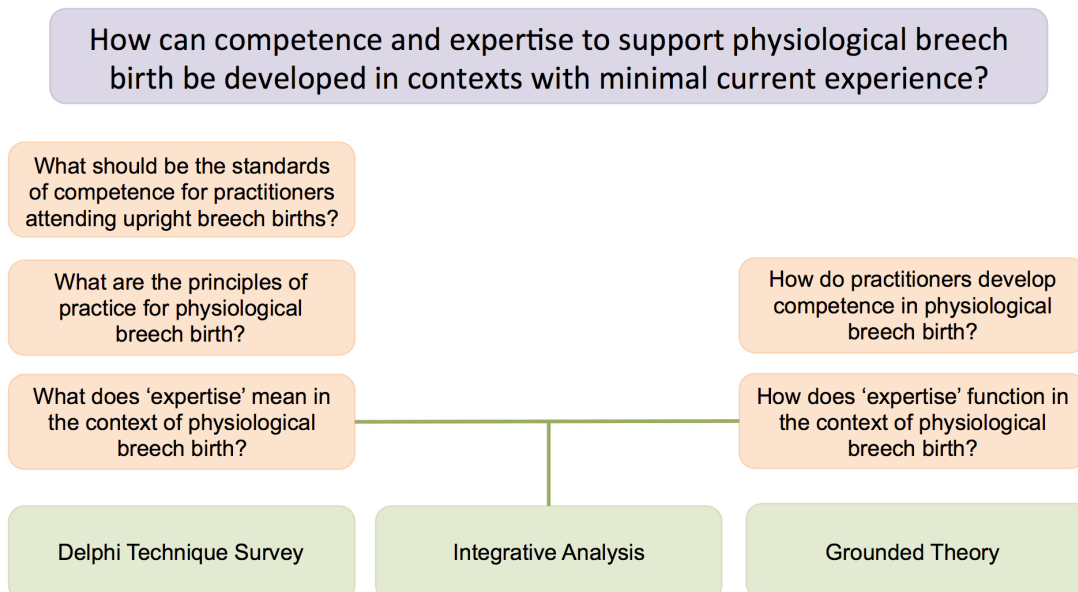 How can competence and expertise to support physiological breech
birth be developed in contexts with minimal current experience?
What should be the standards
of competence for practitioners
attending upright breech births?
What are the principles of
practice for physiological
breech birth?
How do practitioners develop
competence in physiological
breech birth?
What does ‘expertise’ mean in
the context of physiological
breech birth?
How does ‘expertise’ function in
the context of physiological
breech birth?
Delphi Technique Survey
Integrative Analysis
Grounded Theory